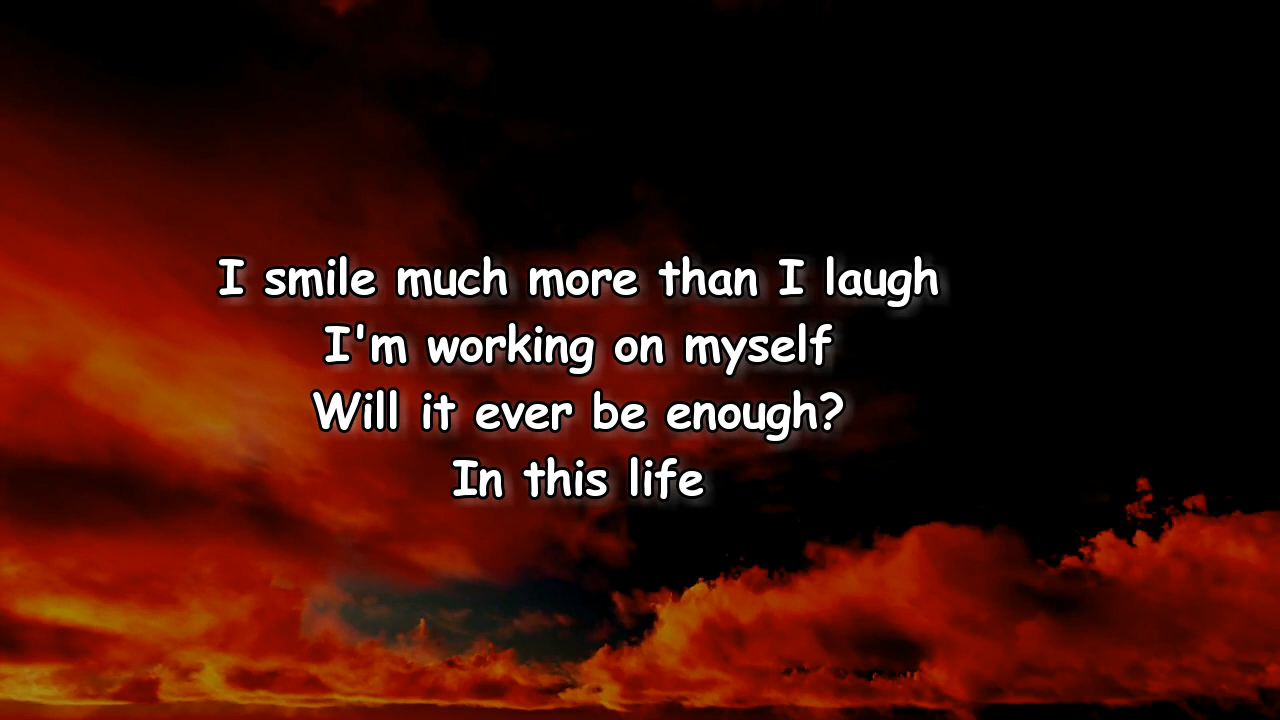 I smile much more than I laugh
I'm working on myself
Will it ever be enough?
In this life